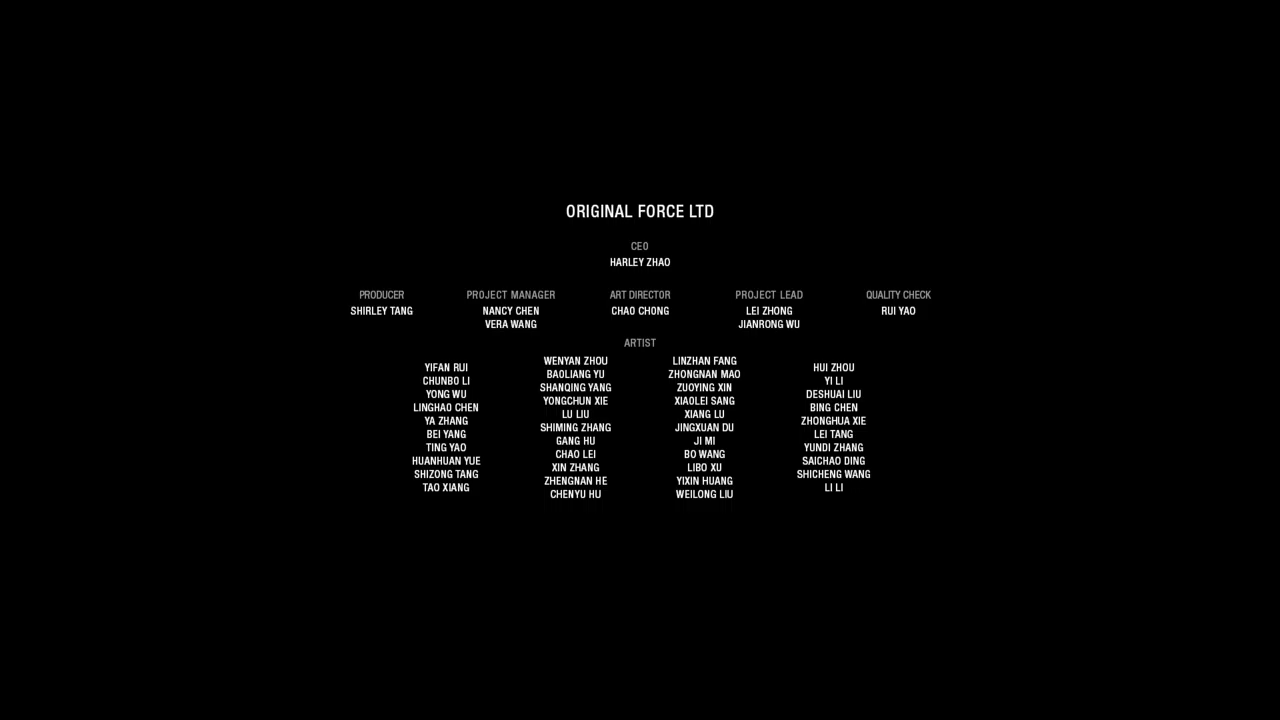 ORIGINAL FORCE LTD
CEO
HARLEY ZHAO
PRODUCER
SHIRLEY TANG
PROJECT MANAGER
NANCY CHEN
VERA WANG
ART DIRECTOR
CHAO CHONG
PROJECT LEAD
LEI ZHONG
JIANRONG WU
QUALITY CHECK
RUI YAO
ARTIST
YIFAN RUI
CHUNBO LI
YONG WU
LINGHAO CHEN
YA ZHANG
BEI YANG
TING YAO
HUANHUAN YUE
SHIZONG TANG
TAO XIANG
WENYAN ZHOU
BAOLIANG YU
SHANQING YANG
YONGCHUN XIE
LU LIU
SHIMING ZHANG
GANG HU
CHAO LEI
XIN ZHANG
ZHENGNAN HE
CHENYU HU
LINZHAN FANG
ZHONGNAN MAO
ZUOYING XIN
XIAOLEI SANG
XIANG LU
JINGXUAN DU
JI MI
BO WANG
LIBO XU
YIXIN HUANG
WEILONG LIU
HUI ZHOU
YI LI
DESHUAI LIU
BING CHEN
ZHONGHUA XIE
LEI TANG
YUNDI ZHANG
SAICHAO DING
SHICHENG WANG
LI LI